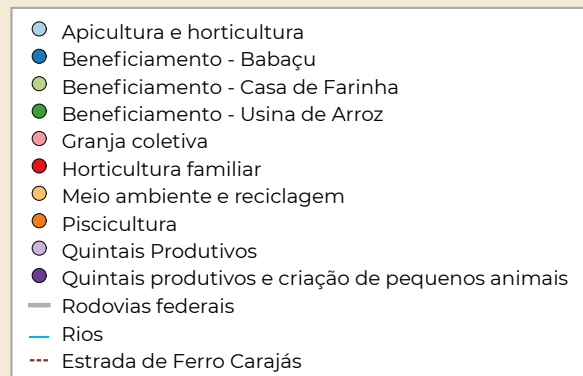 Apicultura e horticultura
Beneficiamento - Babaçu
Beneficiamento - Casa de Farinha
Beneficiamento - Usina de Arroz
Granja coletiva
Horticultura familiar
Meio ambiente e reciclagem
Piscicultura
Quintais Produtivos
Quintais produtivos e criação de pequenos animais
Rodovias federais
Rios
Estrada de Ferro Carajás